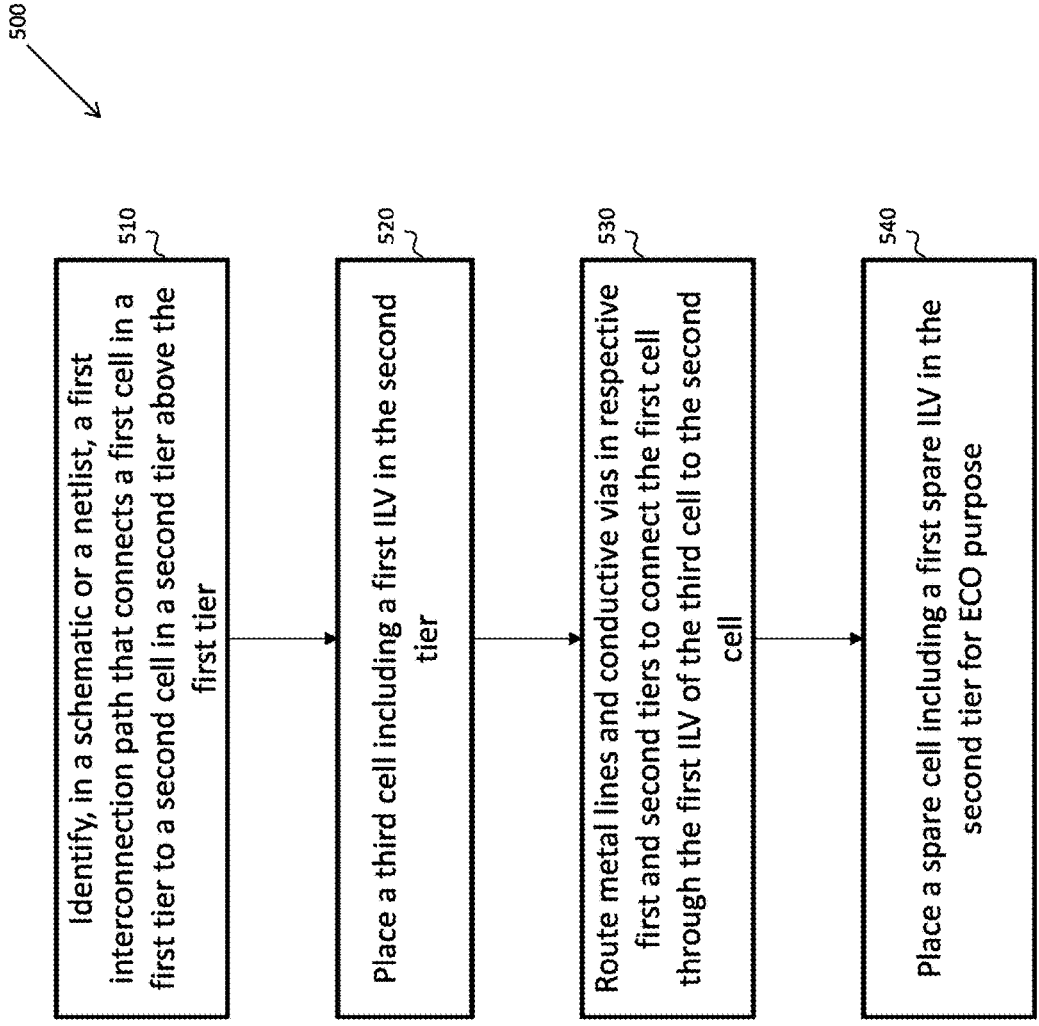 500
510
Identify, in a schematic or a netlist, a first
interconnection path that connects a first cell in a
first tier to a second cell in a second tier above the
first tier
520
Place a third cell including a first ILV in the second
tier
530
Route metal lines and conductive vias in respective
first and second tiers to connect the first cell
through the first ILV of the third cell to the second
cell
540
Place a spare cell including a first spare ILV in the
second tier for ECO purpose